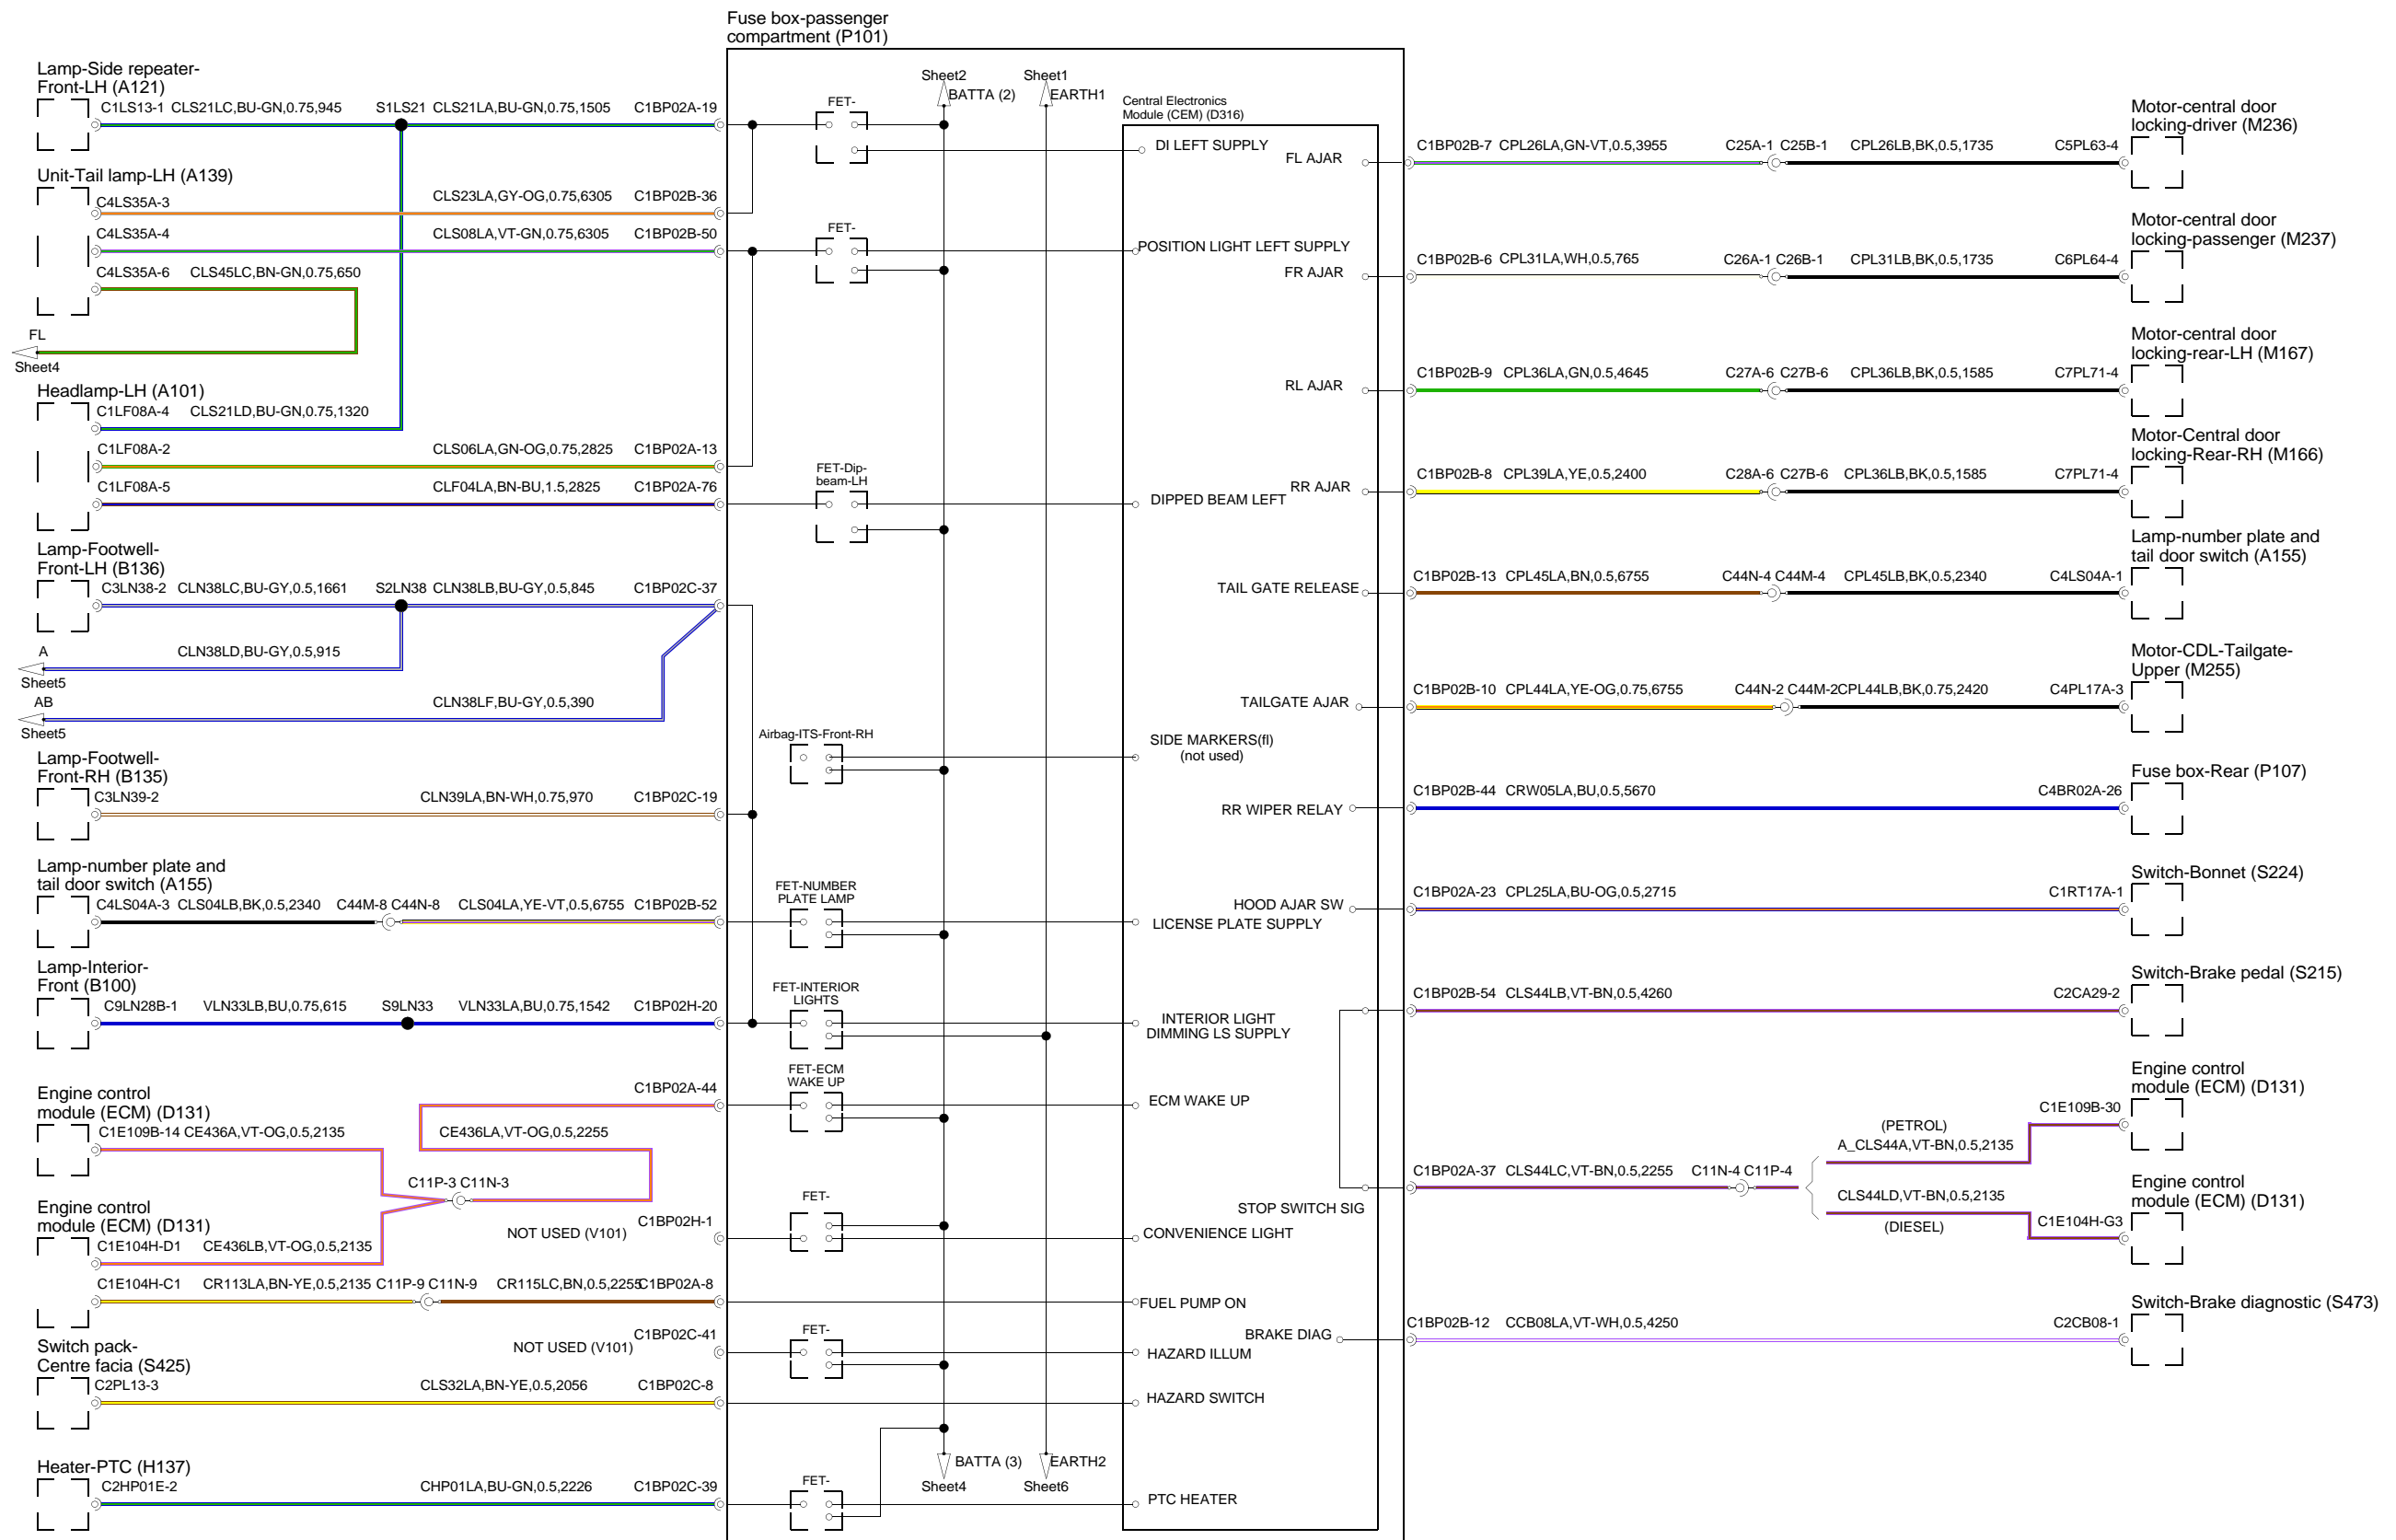 Fuse box-passenger
compartment (P101)
Lamp-Side repeater-
Front-LH (A121)
C1LS13-1 CLS21LC,BU-GN,0.75,945 S1LS21 CLS21LA,BU-GN,0.75,1505 C1BP02A-19
Unit-Tail lamp-LH (A139)
C4LS35A-3 CLS23LA,GY-OG,0.75,6305 C1BP02B-36
C4LS35A-4 CLS08LA,VT-GN,0.75,6305 C1BP02B-50
C4LS35A-6 CLS45LC,BN-GN,0.75,650
FL
Sheet4
Headlamp-LH (A101)
C1LF08A-4 CLS21LD,BU-GN,0.75,1320
C1LF08A-2 CLS06LA,GN-OG,0.75,2825 C1BP02A-13
C1LF08A-5 CLF04LA,BN-BU,1.5,2825 C1BP02A-76
Lamp-Footwell-
Front-LH (B136)
C3LN38-2 CLN38LC,BU-GY,0.5,1661 S2LN38 CLN38LB,BU-GY,0.5,845 C1BP02C-37
A CLN38LD,BU-GY,0.5,915
Sheet5
AB CLN38LF,BU-GY,0.5,390
Sheet5
Lamp-Footwell-
Front-RH (B135)
C3LN39-2 CLN39LA,BN-WH,0.75,970 C1BP02C-19
Lamp-number plate and
tail door switch (A155)
C4LS04A-3 CLS04LB,BK,0.5,2340 C44M-8 C44N-8 CLS04LA,YE-VT,0.5,6755 C1BP02B-52
Lamp-Interior-
Front (B100)
C9LN28B-1 VLN33LB,BU,0.75,615 S9LN33 VLN33LA,BU,0.75,1542 C1BP02H-20
C1BP02A-44
Engine control
module (ECM) (D131)
C1E109B-14 CE436A,VT-OG,0.5,2135 CE436LA,VT-OG,0.5,2255
C11P-3 C11N-3
Engine control
module (ECM) (D131)
NOT USED (V101) C1BP02H-1
C1E104H-D1 CE436LB,VT-OG,0.5,2135
C1E104H-C1 CR113LA,BN-YE,0.5,2135 C11P-9 C11N-9 CR115LC,BN,0.5,2255C1BP02A-8
NOT USED (V101) C1BP02C-41
Switch pack-
Centre facia (S425)
C2PL13-3 CLS32LA,BN-YE,0.5,2056 C1BP02C-8
Heater-PTC (H137)
C2HP01E-2 CHP01LA,BU-GN,0.5,2226 C1BP02C-39
Sheet2 Sheet1
BATTA (2) EARTH1
FET-
Central Electronics
Module (CEM) (D316)
DI LEFT SUPPLY
FL AJAR
FET-
POSITION LIGHT LEFT SUPPLY
FR AJAR
RL AJAR
FET-Dip-
beam-LH
RR AJAR
DIPPED BEAM LEFT
TAIL GATE RELEASE
TAILGATE AJAR
Airbag-ITS-Front-RH
SIDE MARKERS(fl)
(not used)
RR WIPER RELAY
FET-NUMBER
PLATE LAMP
HOOD AJAR SW
LICENSE PLATE SUPPLY
FET-INTERIOR
LIGHTS
INTERIOR LIGHT
DIMMING LS SUPPLY
FET-ECM
WAKE UP
ECM WAKE UP
FET-
STOP SWITCH SIG
CONVENIENCE LIGHT
FUEL PUMP ON
FET-
BRAKE DIAG
HAZARD ILLUM
HAZARD SWITCH
BATTA (3) EARTH2
Sheet4 Sheet6
FET-
PTC HEATER
Motor-central door
locking-driver (M236)
C1BP02B-7 CPL26LA,GN-VT,0.5,3955 C25A-1 C25B-1 CPL26LB,BK,0.5,1735 C5PL63-4
Motor-central door
locking-passenger (M237)
C1BP02B-6 CPL31LA,WH,0.5,765 C26A-1 C26B-1 CPL31LB,BK,0.5,1735 C6PL64-4
Motor-central door
locking-rear-LH (M167)
C1BP02B-9 CPL36LA,GN,0.5,4645 C27A-6 C27B-6 CPL36LB,BK,0.5,1585 C7PL71-4
Motor-Central door
locking-Rear-RH (M166)
C1BP02B-8 CPL39LA,YE,0.5,2400 C28A-6 C27B-6 CPL36LB,BK,0.5,1585 C7PL71-4
Lamp-number plate and
tail door switch (A155)
C1BP02B-13 CPL45LA,BN,0.5,6755 C44N-4 C44M-4 CPL45LB,BK,0.5,2340 C4LS04A-1
Motor-CDL-Tailgate-
Upper (M255)
C1BP02B-10 CPL44LA,YE-OG,0.75,6755 C44N-2 C44M-2CPL44LB,BK,0.75,2420 C4PL17A-3
Fuse box-Rear (P107)
C1BP02B-44 CRW05LA,BU,0.5,5670 C4BR02A-26
Switch-Bonnet (S224)
C1BP02A-23 CPL25LA,BU-OG,0.5,2715 C1RT17A-1
Switch-Brake pedal (S215)
C1BP02B-54 CLS44LB,VT-BN,0.5,4260 C2CA29-2
Engine control
module (ECM) (D131)
C1E109B-30
(PETROL)
A_CLS44A,VT-BN,0.5,2135
C1BP02A-37 CLS44LC,VT-BN,0.5,2255 C11N-4 C11P-4
Engine control
module (ECM) (D131)
CLS44LD,VT-BN,0.5,2135
C1E104H-G3
(DIESEL)
Switch-Brake diagnostic (S473)
C1BP02B-12 CCB08LA,VT-WH,0.5,4250 C2CB08-1